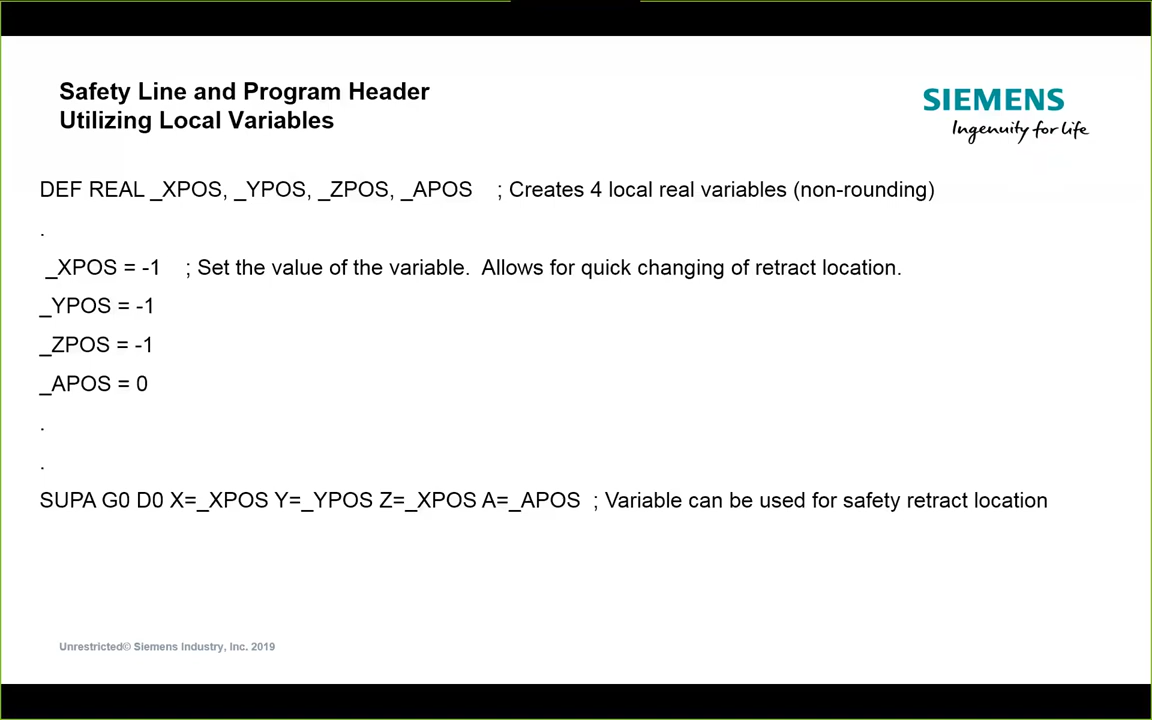 Safety Line and Program Header
Utilizing Local Variables
SIEMENS
Ingenuity for life
DEF REAL _XPOS, _YPOS, _ZPOS, _APOS ; Creates 4 local real variables (non-rounding)
.
_XPOS = -1 ; Set the value of the variable. Allows for quick changing of retract location.
_YPOS = -1
_ZPOS = -1
_APOS = 0
.
.
SUPA G0 D0 X=_XPOS Y=_YPOS Z=_XPOS A=_APOS ; Variable can be used for safety retract location
Unrestricted© Siemens Industry, Inc. 2019